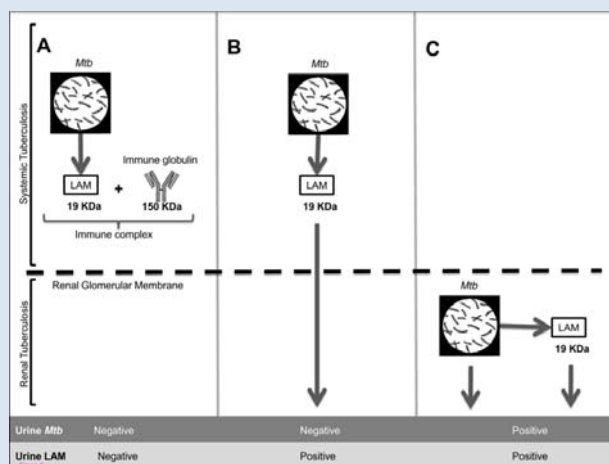 A
B
C
Mtb
Mtb
Systemic Tuberculosis
Immune globulin
LAM
+
LAM
19 KDa
150 KDa
19 KDa
Immune complex
Renal Glomerular Membrane
Renal Tuberculosis
Mtb
LAM
19 KDa
Urine Mtb Negative Negative Positive
Urine LAM Negative Positive Positive